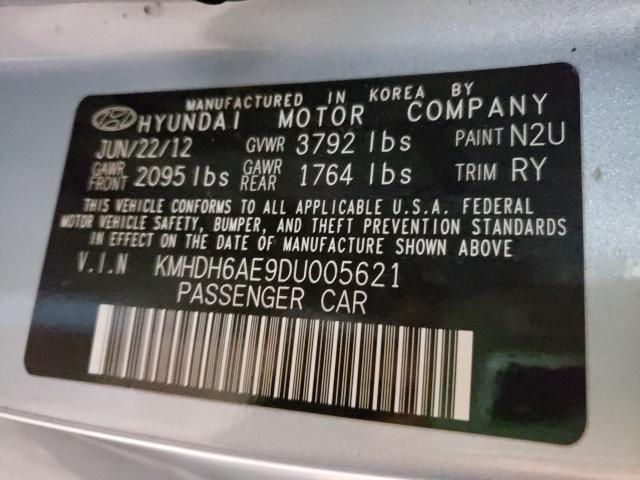 MANUFACTURED IN KOREA BY
HYUNDAI MOTOR COMPANY
JUN/22/12 GVWR 3792 lbs PAINT N2U
GAWR FRONT 2095 lbs GAWR REAR 1764 lbs TRIM RY
THIS VEHICLE CONFORMS TO ALL APPLICABLE U.S.A. FEDERAL
MOTOR VEHICLE SAFETY, BUMPER, AND THEFT PREVENTION STANDARDS
IN EFFECT ON THE DATE OF MANUFACTURE SHOWN ABOVE
V.I.N KMHDH6AE9DU005621
PASSENGER CAR